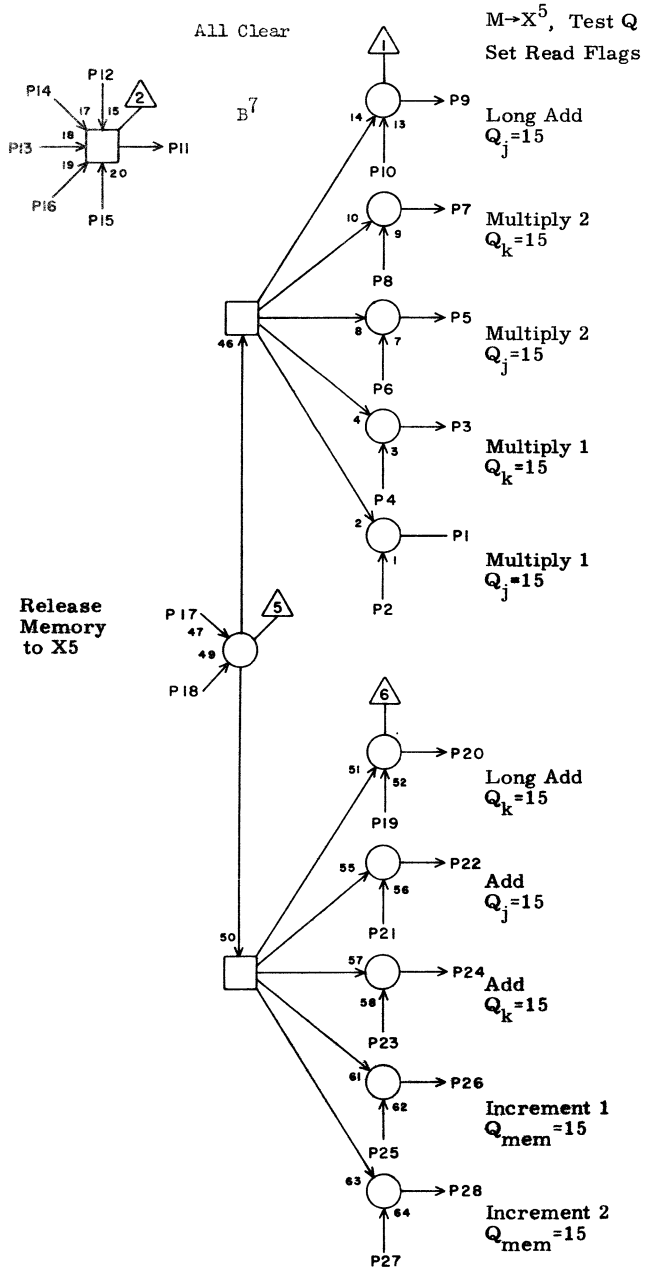 All Clear
M→X⁵, Test Q
Set Read Flags
B⁷
1
P9
14
13
P10
Long Add
Qj=15
P12
P14
2
17
15
P13
18
P11
19
20
P16
P15
10
9
P7
P8
Multiply 2
Qk=15
46
8
7
P5
P6
Multiply 2
Qj=15
4
3
P3
P4
Multiply 1
Qk=15
2
1
P1
P2
Multiply 1
Qj=15
Release
Memory
to X5
P17
47
49
5
P18
6
51
52
P20
P19
Long Add
Qk=15
55
56
P22
P21
Add
Qj=15
50
57
58
P24
P23
Add
Qk=15
61
62
P26
P25
Increment 1
Qmem=15
63
64
P28
P27
Increment 2
Qmem=15